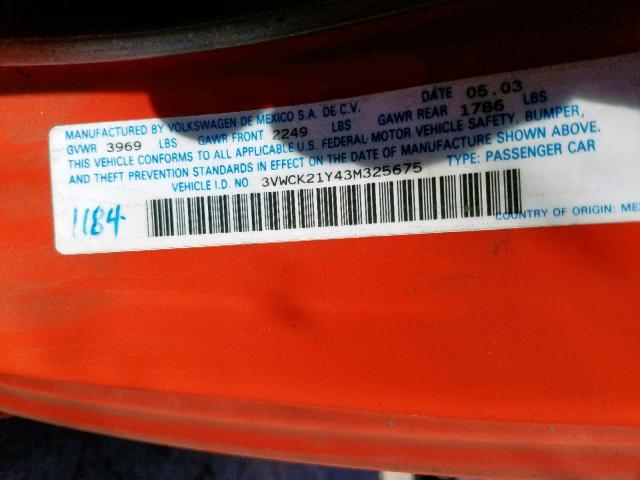 MANUFACTURED BY VOLKSWAGEN DE MEXICO S.A. DE C.V. DATE 05.03
GVWR 3969 LBS GAWR FRONT 2249 LBS GAWR REAR 1786 LBS
THIS VEHICLE CONFORMS TO ALL APPLICABLE U.S. FEDERAL MOTOR VEHICLE SAFETY, BUMPER,
AND THEFT PREVENTION STANDARDS IN EFFECT ON THE DATE OF MANUFACTURE SHOWN ABOVE.
VEHICLE I.D. NO. 3VWCK21Y43M325675 TYPE: PASSENGER CAR
1184
COUNTRY OF ORIGIN: MEX